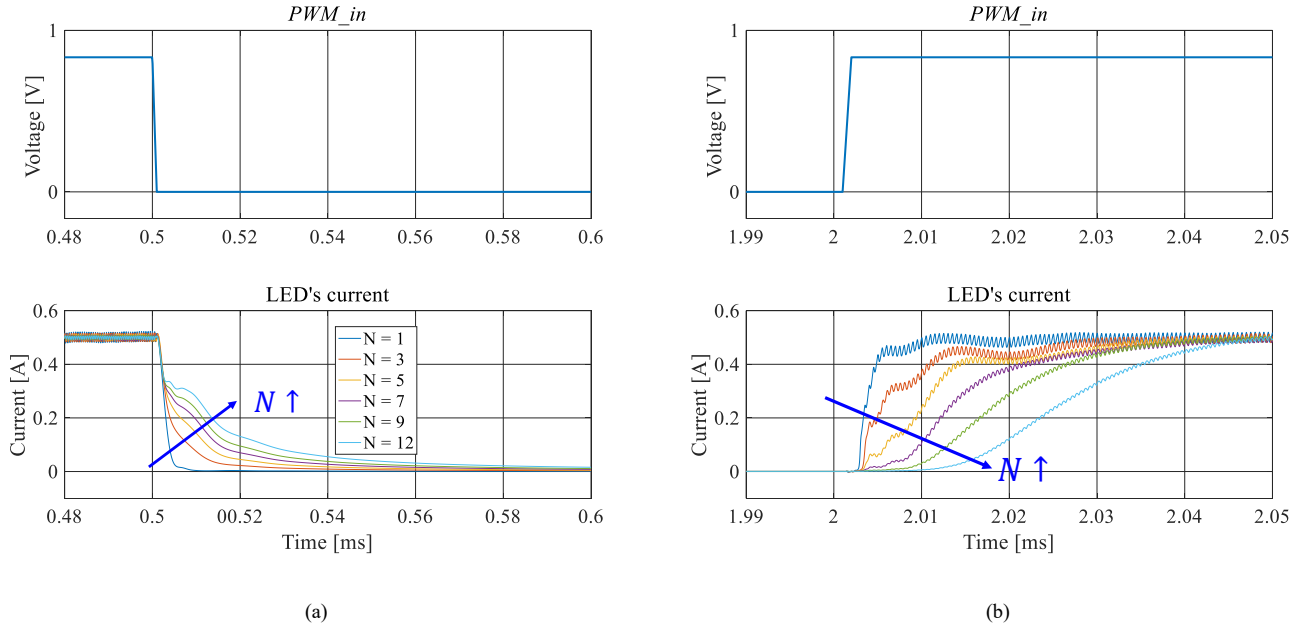 PWM_in
1
Voltage [V]
0
0.48 0.5 0.52 0.54 0.56 0.58 0.6
LED's current
0.6
0.4
Current [A]
0.2
0
N = 1
N = 3
N = 5
N = 7
N = 9
N = 12
N ↑
0.48 0.5 00.52 0.54 0.56 0.58 0.6
Time [ms]
(a)
PWM_in
1
Voltage [V]
0
1.99 2 2.01 2.02 2.03 2.04 2.05
LED's current
0.6
0.4
Current [A]
0.2
0
N ↑
1.99 2 2.01 2.02 2.03 2.04 2.05
Time [ms]
(b)